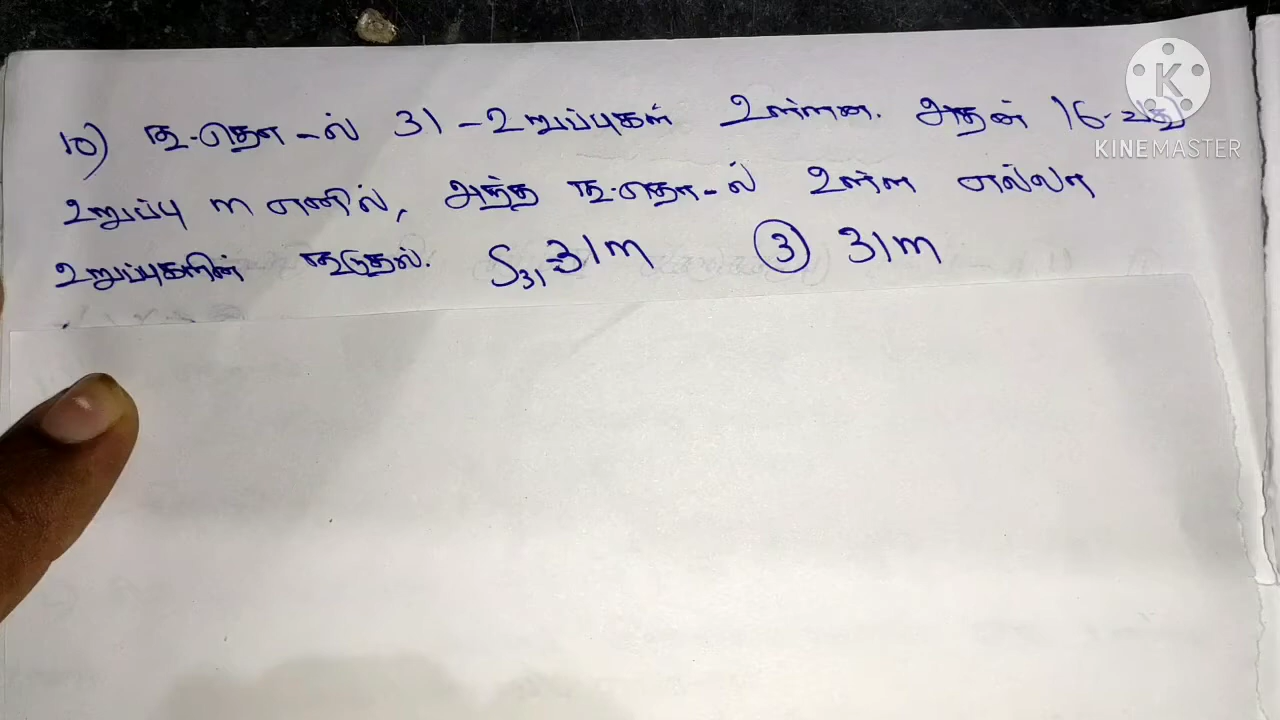 10) கூ.தொ-ல் 31-உறுப்புகள் உள்ளன. அதன் 16-வது
உறுப்பு m எனில், அந்த கூ.தொ-ல் உள்ள எல்லா
உறுப்புகளின் கூடுதல். S₃₁=31m ③ 31m
K
KINEMASTER